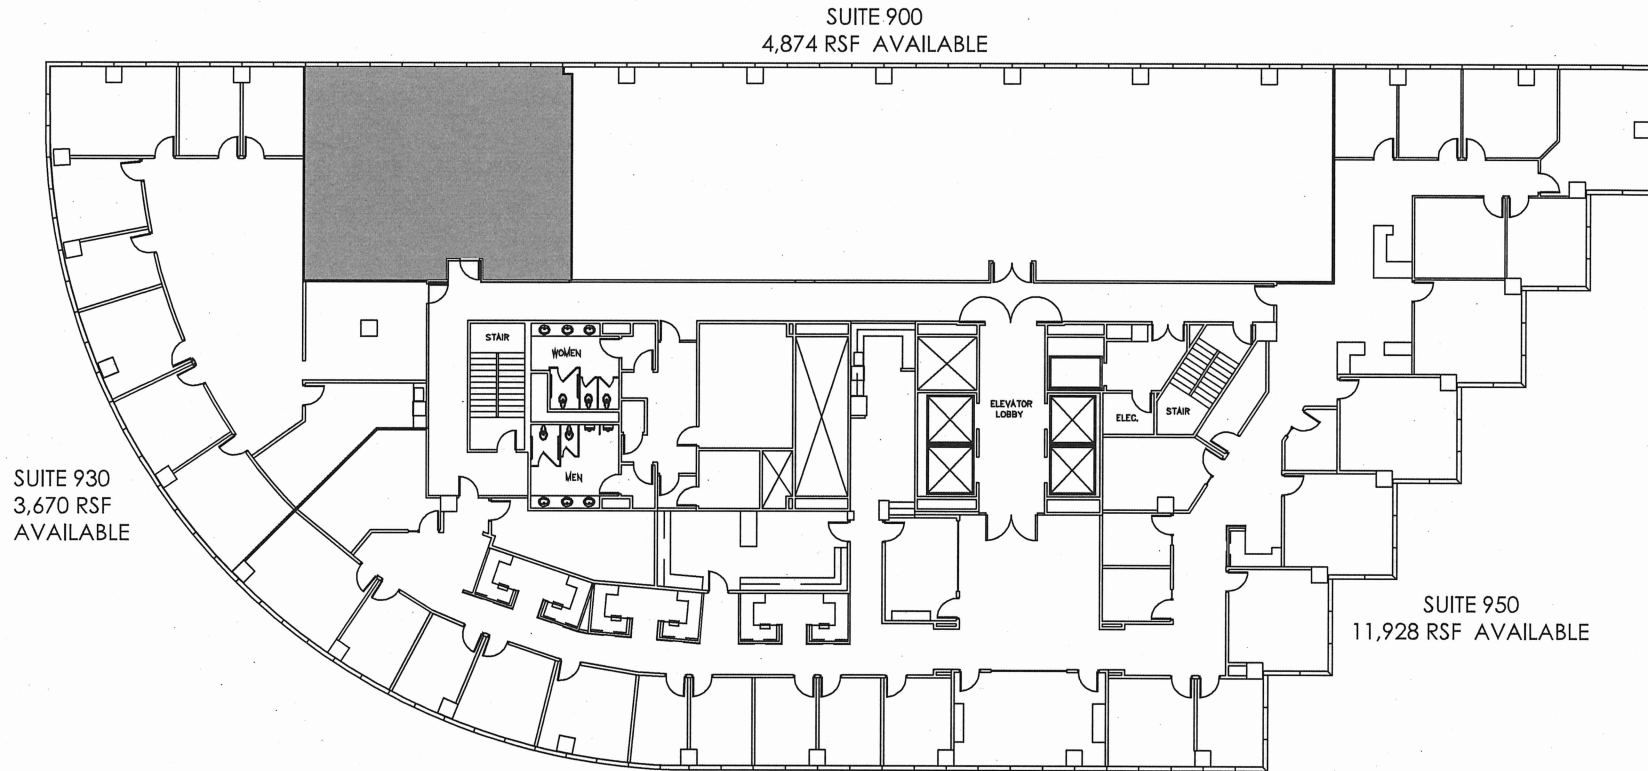 SUITE 900
4,874 RSF AVAILABLE
STAIR
WOMEN
MEN
ELEVATOR
LOBBY
ELEC.
STAIR
SUITE 930
3,670 RSF
AVAILABLE
SUITE 950
11,928 RSF AVAILABLE